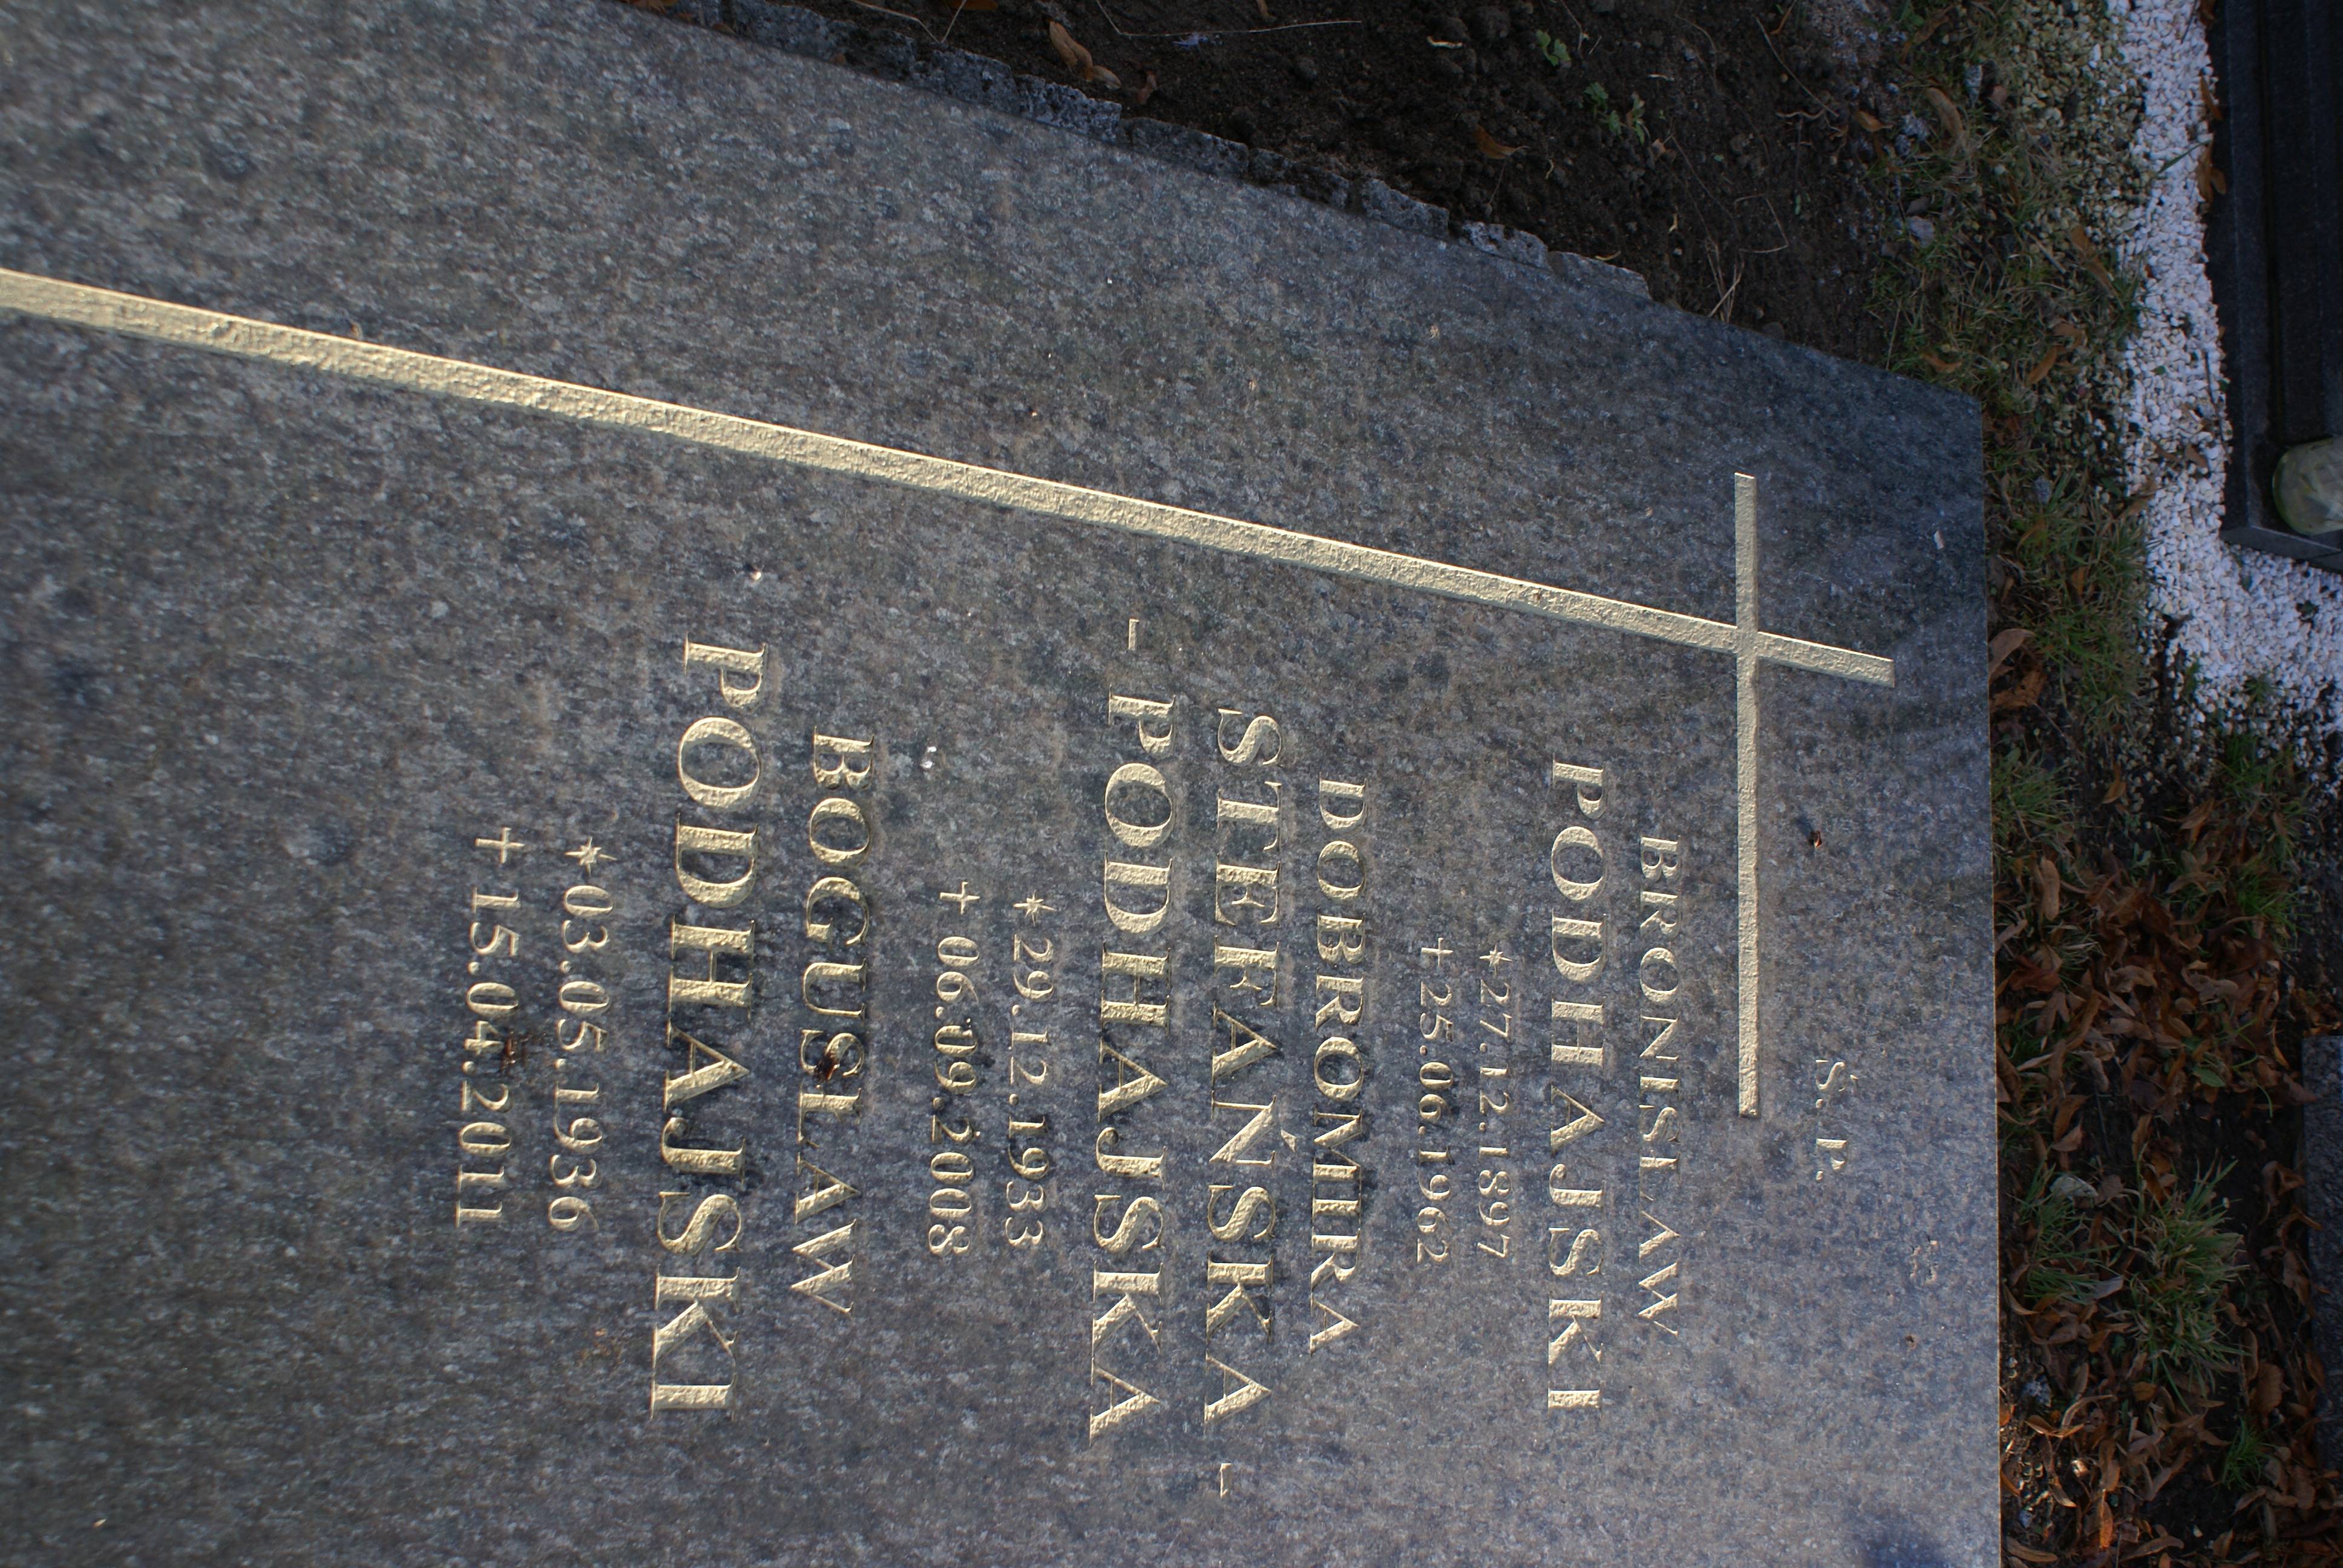 Ś.P.
BRONISŁAW
PODHAJSKI
*27.12.1897
+25.06.1962
DOBROMIRA
STEFAŃSKA -
- PODHAJSKA
*29.12.1933
+06.09.2008
BOGUSŁAW
PODHAJSKI
*03.05.1936
+15.04.2011